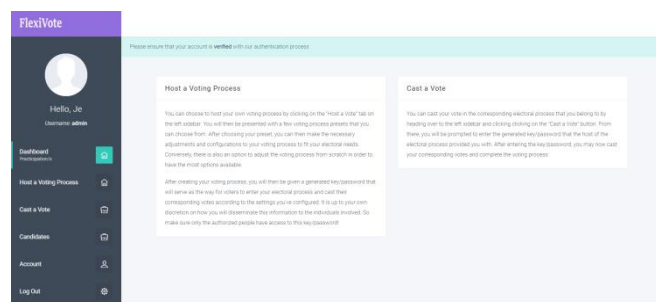 FlexiVote
Please ensure that your account is verified with our authentication process
Hello, Je
Username: admin
Dashboard
Host a Voting Process
Cast a Vote
Candidates
Account
Log Out
Host a Voting Process
You can choose to host your own voting process by clicking on the "Host a Vote" tab on
the left sidebar. You will then be presented with a few voting process presets that you
can choose from. After choosing your preset, you can then make the necessary
adjustments and configurations to your voting process to fit your electoral needs.
Conversely, there is also an option to adjust the voting process from scratch in order to
have the most options available.
After creating your voting process, you will then be given a generated key/password that
will serve as the way for voters to enter your electoral process and cast their
corresponding votes according to the settings you've configured. It is up to your own
discretion on how you will disseminate this information to the individuals involved. So
make sure only the authorized people have access to this key/password!
Cast a Vote
You can cast your vote in the corresponding electoral process that you belong to by
heading over to the left sidebar and clicking clicking on the "Cast a Vote" button. From
there, you will be prompted to enter the generated key/password that the host of the
electoral process provided you with. After entering the key/password, you may now cast
your corresponding votes and complete the voting process.